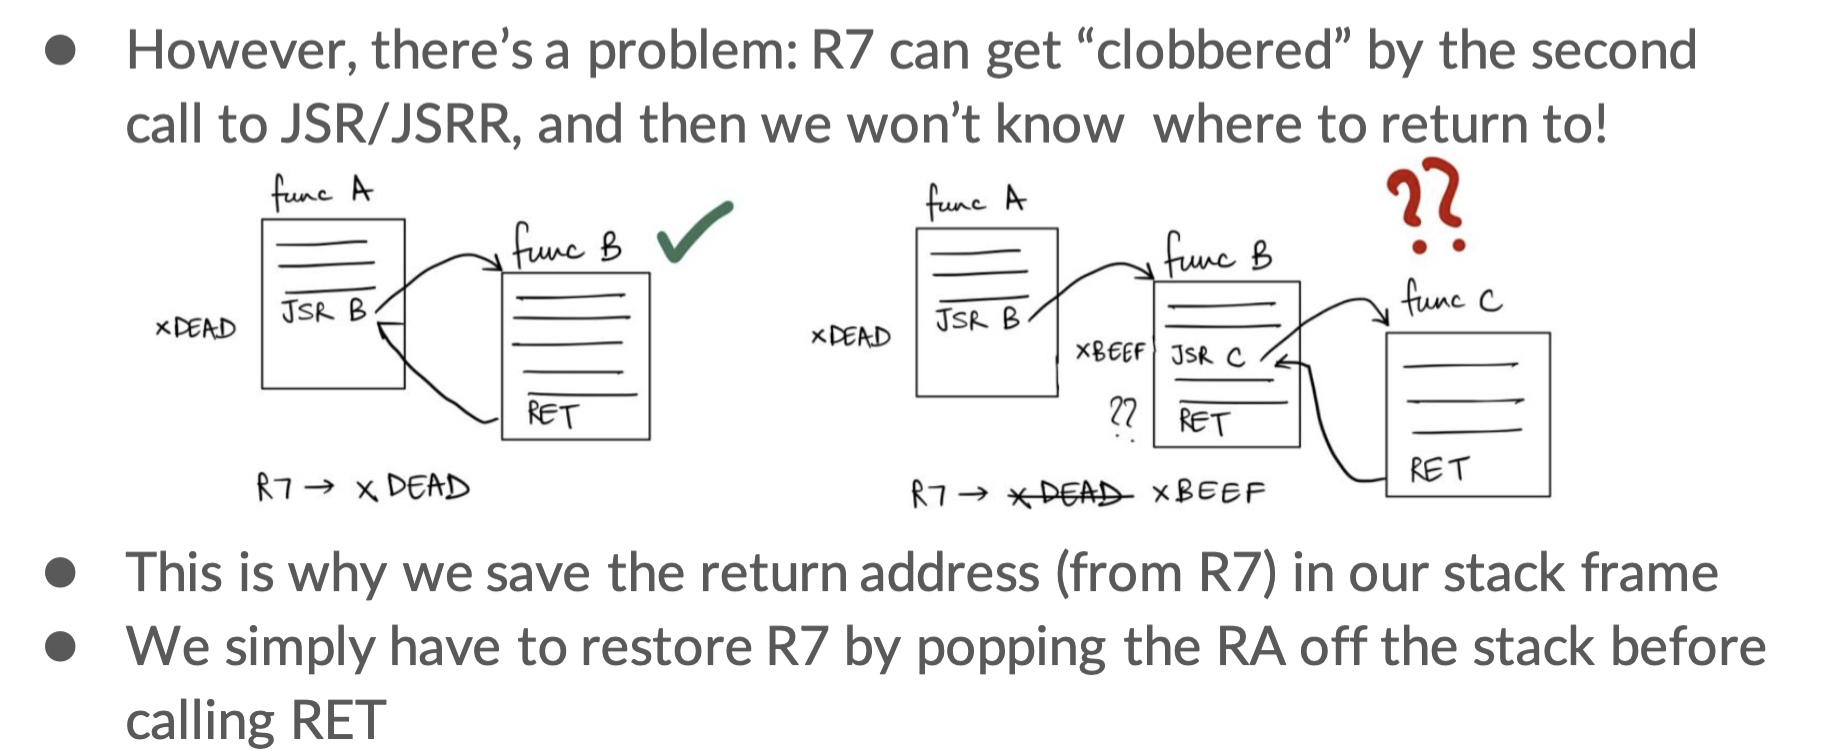 ● However, there's a problem: R7 can get “clobbered” by the second
call to JSR/JSRR, and then we won't know where to return to!
func A
func B
JSR B
xDEAD
RET
R7 → xDEAD
??
func A
func B
func C
JSR B
xDEAD
xBEEF
JSR C
??
RET
RET
R7 → xDEAD xBEEF
● This is why we save the return address (from R7) in our stack frame
● We simply have to restore R7 by popping the RA off the stack before
calling RET